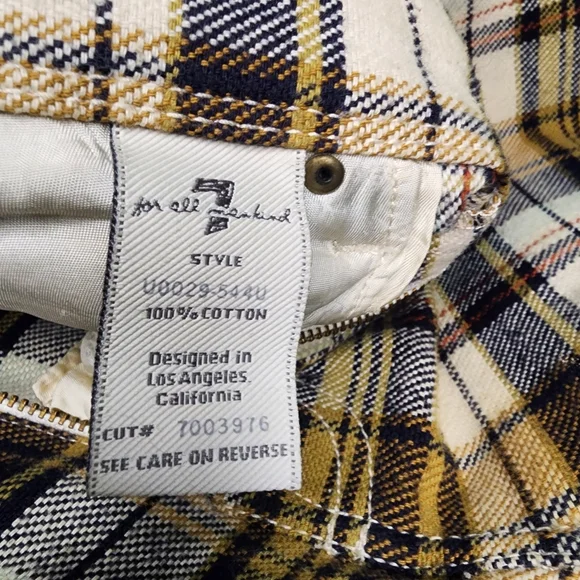 7
for all mankind
STYLE
U0029-544U
100% COTTON
Designed in
Los Angeles.
California
CUT# 7003976
SEE CARE ON REVERSE